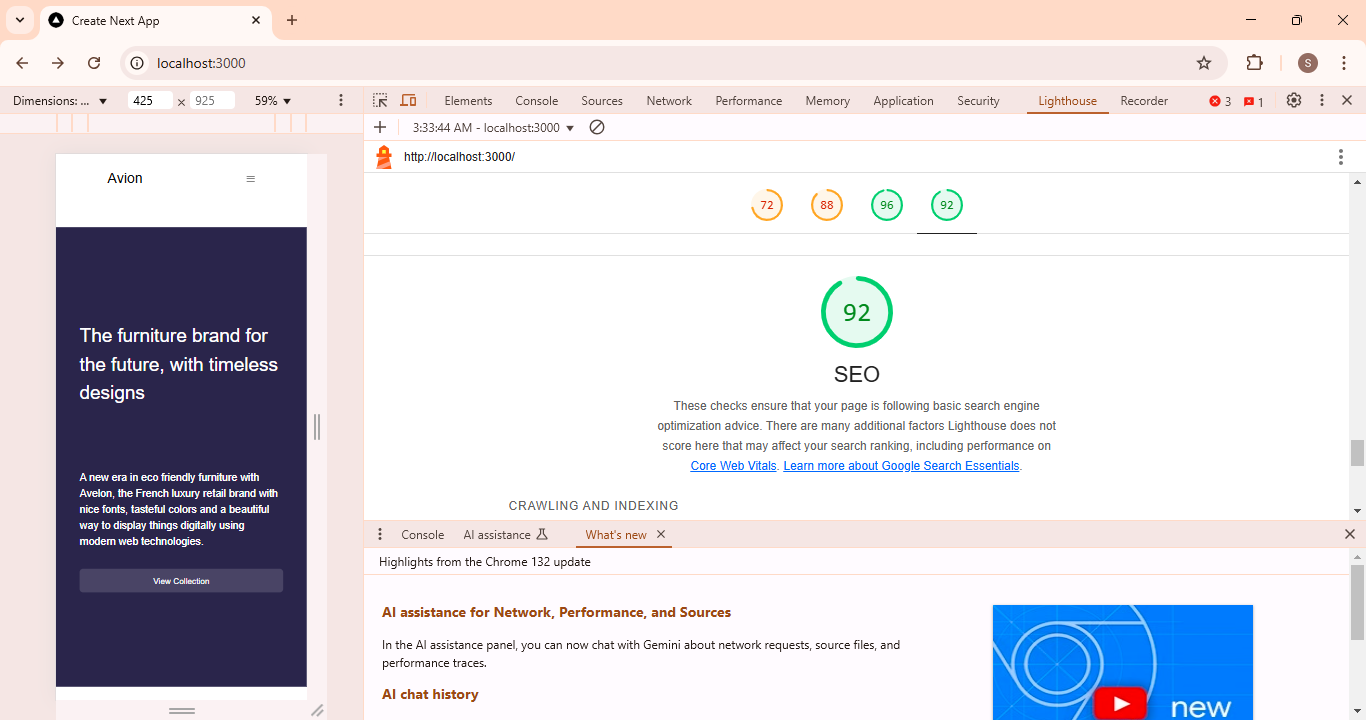 Create Next App
localhost:3000
S
Dimensions: ...
425 × 925
59%
Elements Console Sources Network Performance Memory Application Security Lighthouse Recorder
3 1
3:33:44 AM - localhost:3000
http://localhost:3000/
72 88 96 92
Avion
The furniture brand for
the future, with timeless
designs
A new era in eco friendly furniture with
Avelon, the French luxury retail brand with
nice fonts, tasteful colors and a beautiful
way to display things digitally using
modern web technologies.
View Collection
92
SEO
These checks ensure that your page is following basic search engine
optimization advice. There are many additional factors Lighthouse does not
score here that may affect your search ranking, including performance on
Core Web Vitals. Learn more about Google Search Essentials.
CRAWLING AND INDEXING
Console AI assistance What's new
Highlights from the Chrome 132 update
AI assistance for Network, Performance, and Sources
In the AI assistance panel, you can now chat with Gemini about network requests, source files, and
performance traces.
AI chat history
new